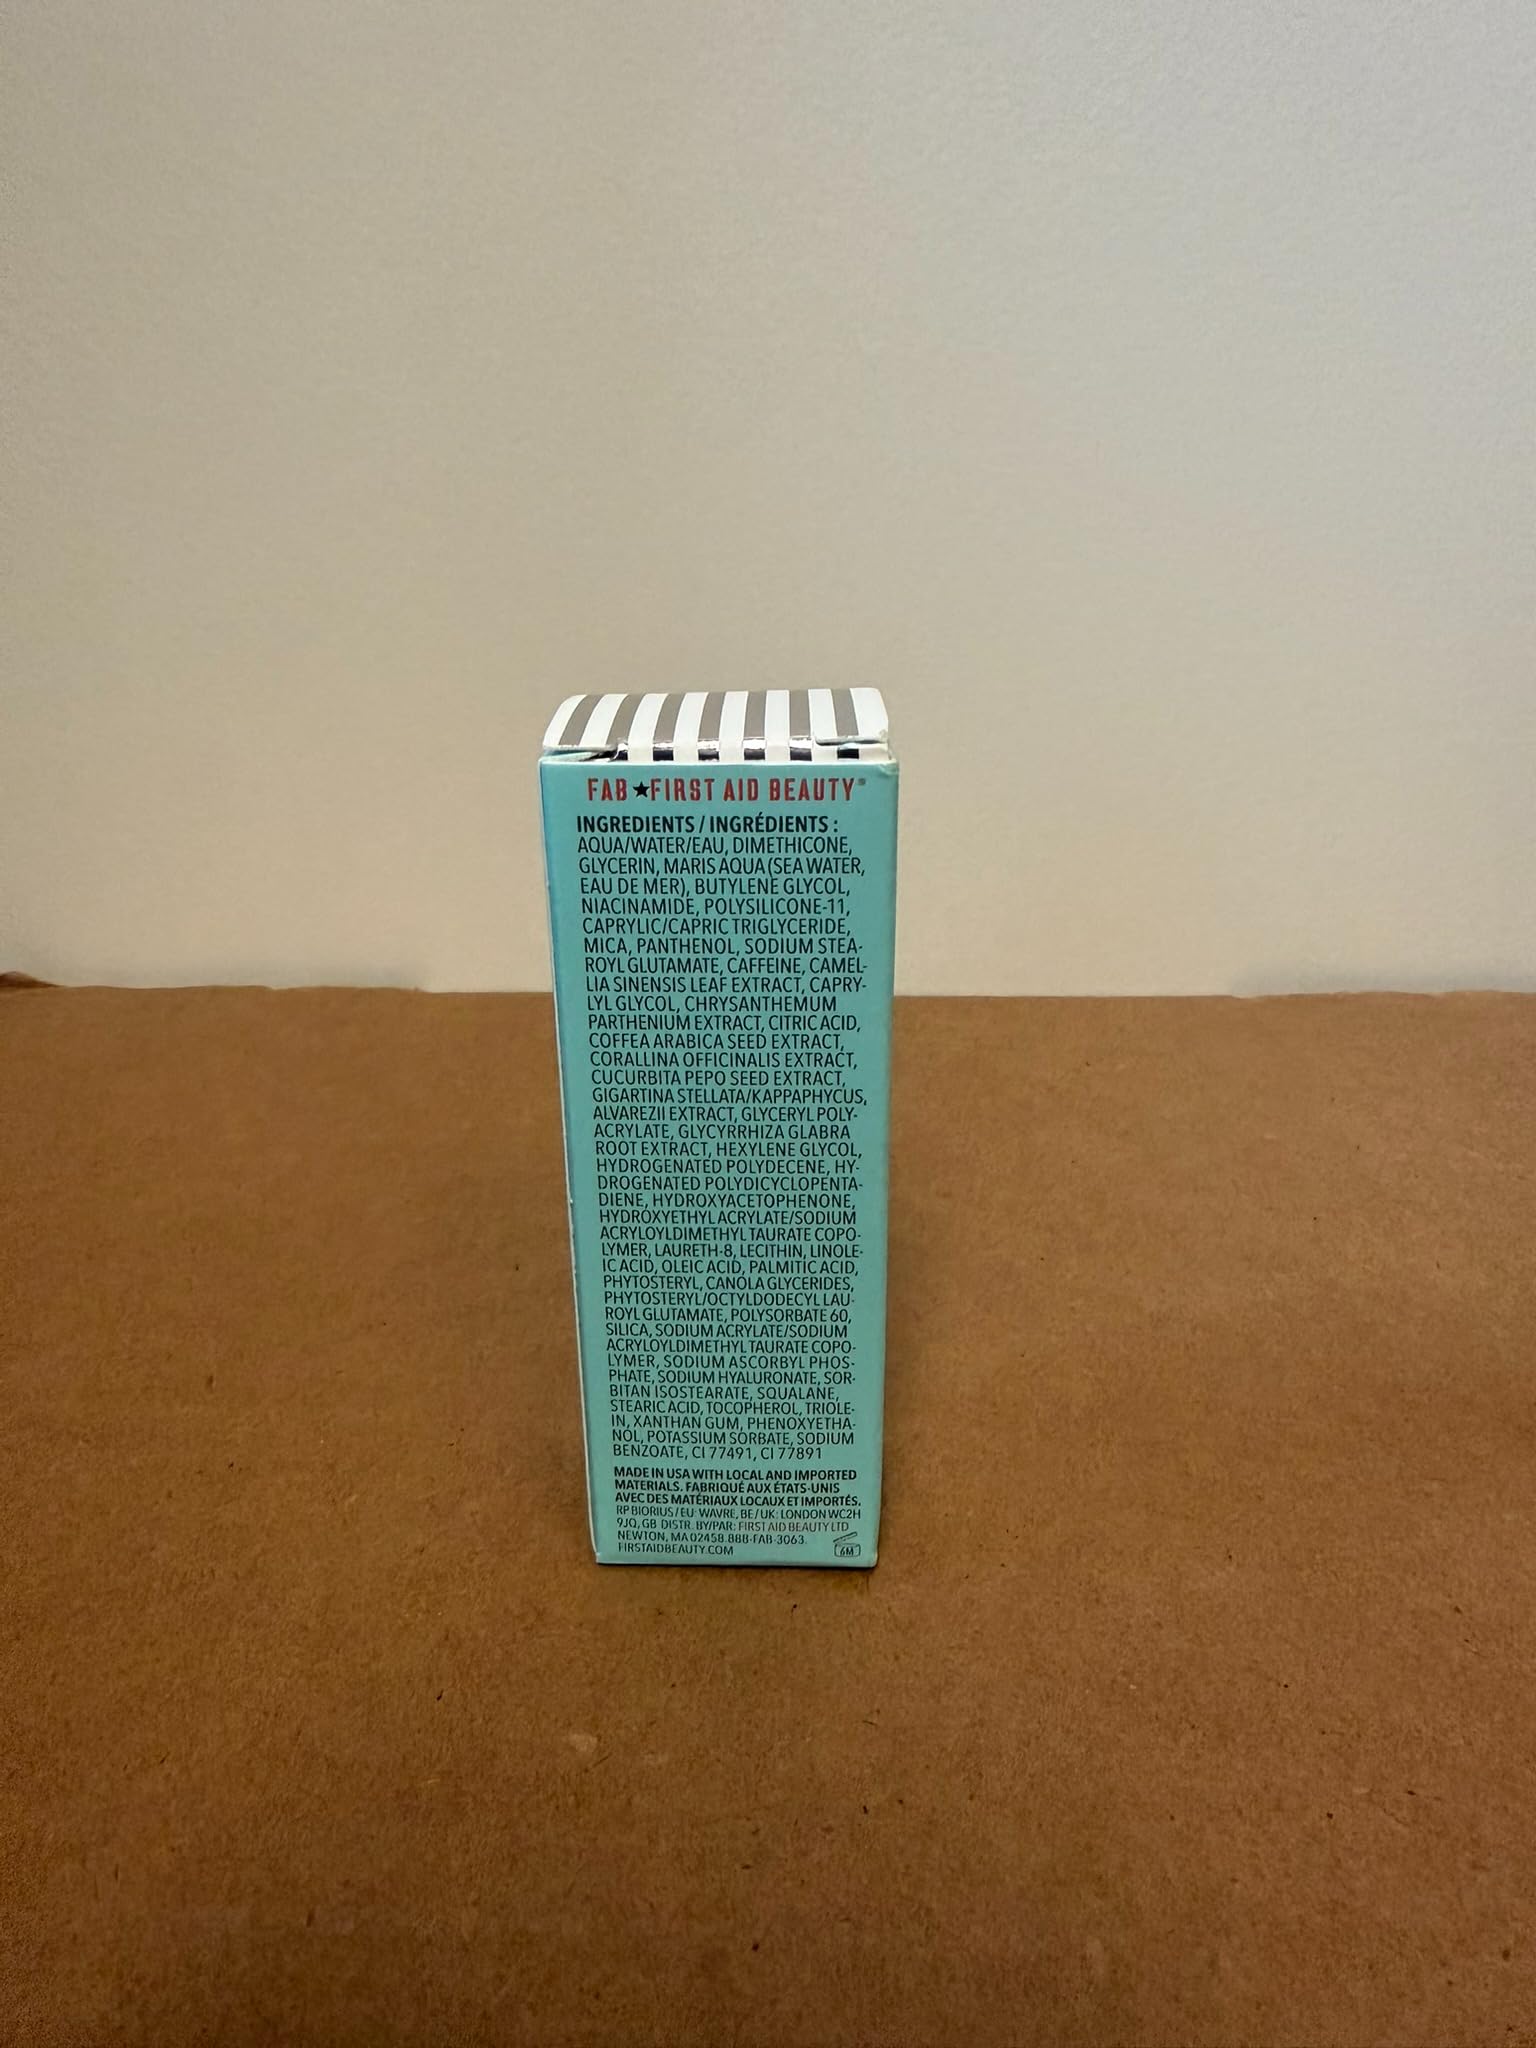 FAB★FIRST AID BEAUTY®
INGREDIENTS / INGRÉDIENTS :
AQUA/WATER/EAU, DIMETHICONE,
GLYCERIN, MARIS AQUA (SEA WATER,
EAU DE MER), BUTYLENE GLYCOL,
NIACINAMIDE, POLYSILICONE-11,
CAPRYLIC/CAPRIC TRIGLYCERIDE,
MICA, PANTHENOL, SODIUM STEA-
ROYL GLUTAMATE, CAFFEINE, CAMEL-
LIA SINENSIS LEAF EXTRACT, CAPRY-
LYL GLYCOL, CHRYSANTHEMUM
PARTHENIUM EXTRACT, CITRIC ACID,
COFFEA ARABICA SEED EXTRACT,
CORALLINA OFFICINALIS EXTRACT,
CUCURBITA PEPO SEED EXTRACT,
GIGARTINA STELLATA/KAPPAPHYCUS,
ALVAREZII EXTRACT, GLYCERYL POLY-
ACRYLATE, GLYCYRRHIZA GLABRA
ROOT EXTRACT, HEXYLENE GLYCOL,
HYDROGENATED POLYDECENE, HY-
DROGENATED POLYDICYCLOPENTA-
DIENE, HYDROXYACETOPHENONE,
HYDROXYETHYL ACRYLATE/SODIUM
ACRYLOYLDIMETHYL TAURATE COPO-
LYMER, LAURETH-8, LECITHIN, LINOLE-
IC ACID, OLEIC ACID, PALMITIC ACID,
PHYTOSTERYL, CANOLA GLYCERIDES,
PHYTOSTERYL/OCTYLDODECYL LAU-
ROYL GLUTAMATE, POLYSORBATE 60,
SILICA, SODIUM ACRYLATE/SODIUM
ACRYLOYLDIMETHYL TAURATE COPO-
LYMER, SODIUM ASCORBYL PHOS-
PHATE, SODIUM HYALURONATE, SOR-
BITAN ISOSTEARATE, SQUALANE,
STEARIC ACID, TOCOPHEROL, TRIOLE-
IN, XANTHAN GUM, PHENOXYETHA-
NOL, POTASSIUM SORBATE, SODIUM
BENZOATE, CI 77491, CI 77891
MADE IN USA WITH LOCAL AND IMPORTED
MATERIALS. FABRIQUÉ AUX ÉTATS-UNIS
AVEC DES MATÉRIAUX LOCAUX ET IMPORTÉS.
RP BIORIUS / EU: WAVRE, BE / UK: LONDON WC2H
9JQ, GB DISTR. BY/PAR: FIRST AID BEAUTY LTD
NEWTON, MA 02458 888-FAB-3063.
FIRSTAIDBEAUTY.COM
6M